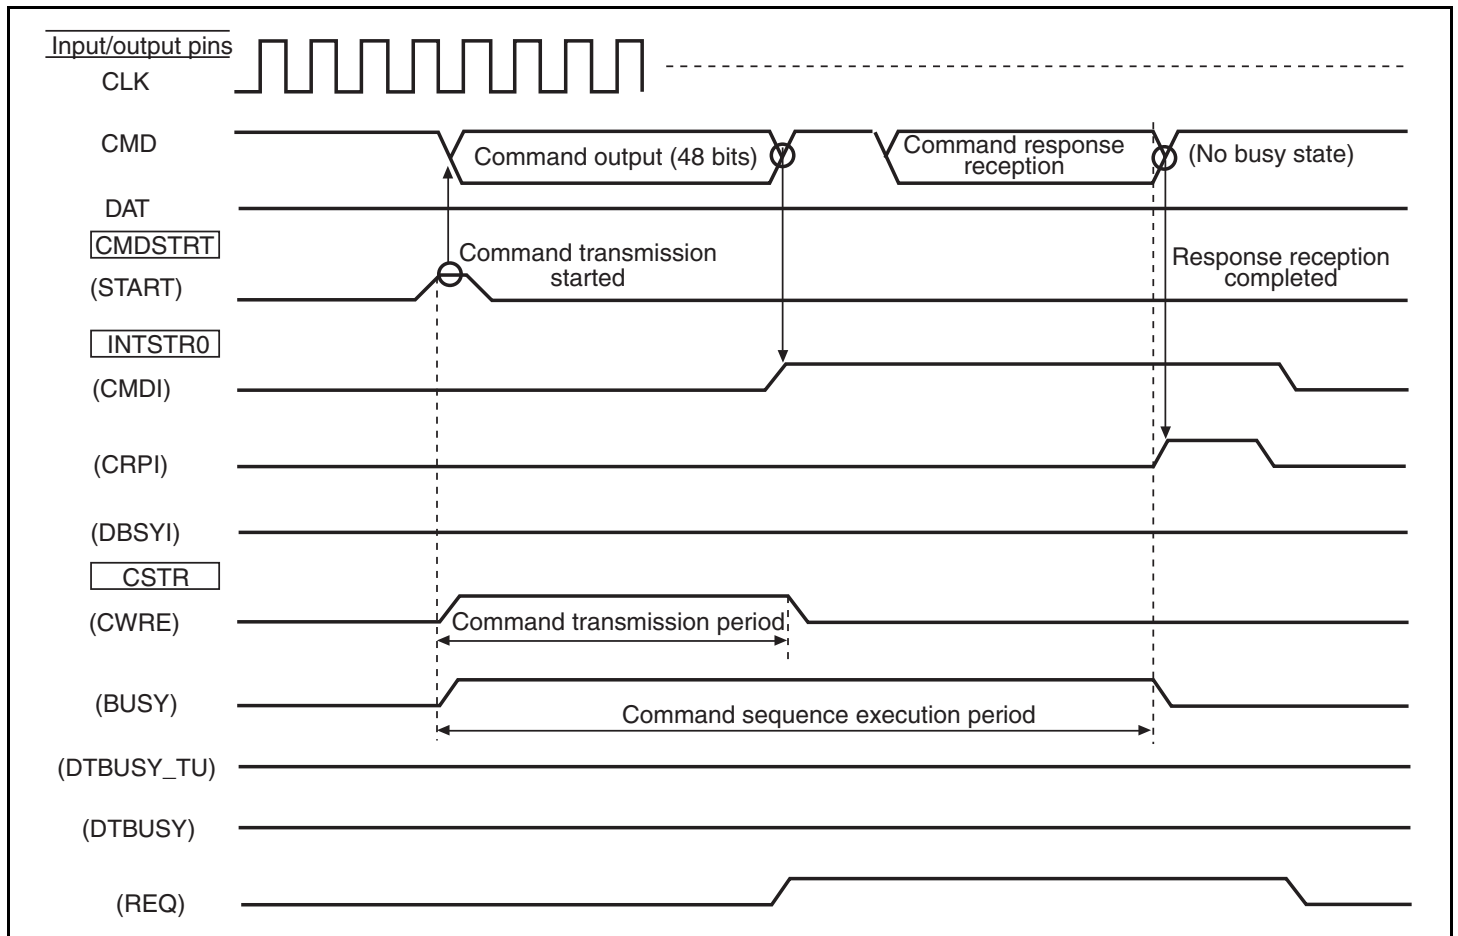 Input/output pins
CLK
CMD
Command output (48 bits)
Command response
reception
(No busy state)
DAT
CMDSTRT
(START)
Command transmission
started
Response reception
completed
INTSTR0
(CMDI)
(CRPI)
(DBSYI)
CSTR
(CWRE)
Command transmission period
(BUSY)
Command sequence execution period
(DTBUSY_TU)
(DTBUSY)
(REQ)